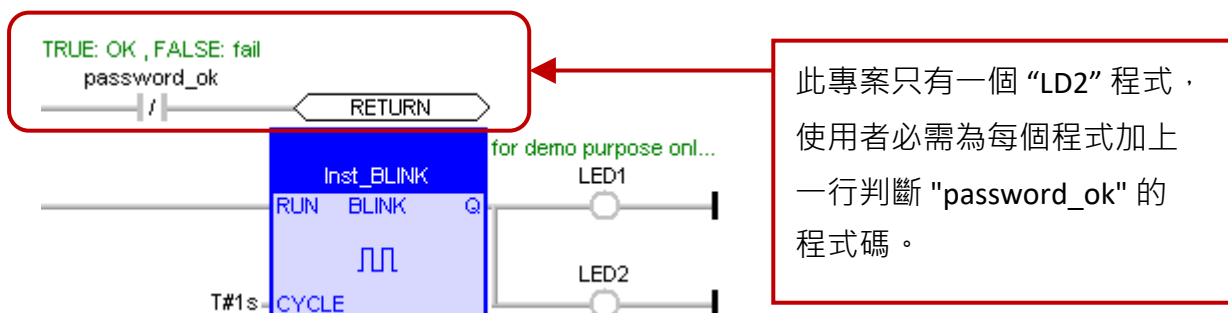 TRUE: OK , FALSE: fail
password_ok
/
RETURN
for demo purpose onl...
Inst_BLINK
LED1
RUN BLINK Q
LED2
T#1s
CYCLE
此專案只有一個 “LD2” 程式，
使用者必需為每個程式加上
一行判斷 "password_ok" 的
程式碼。